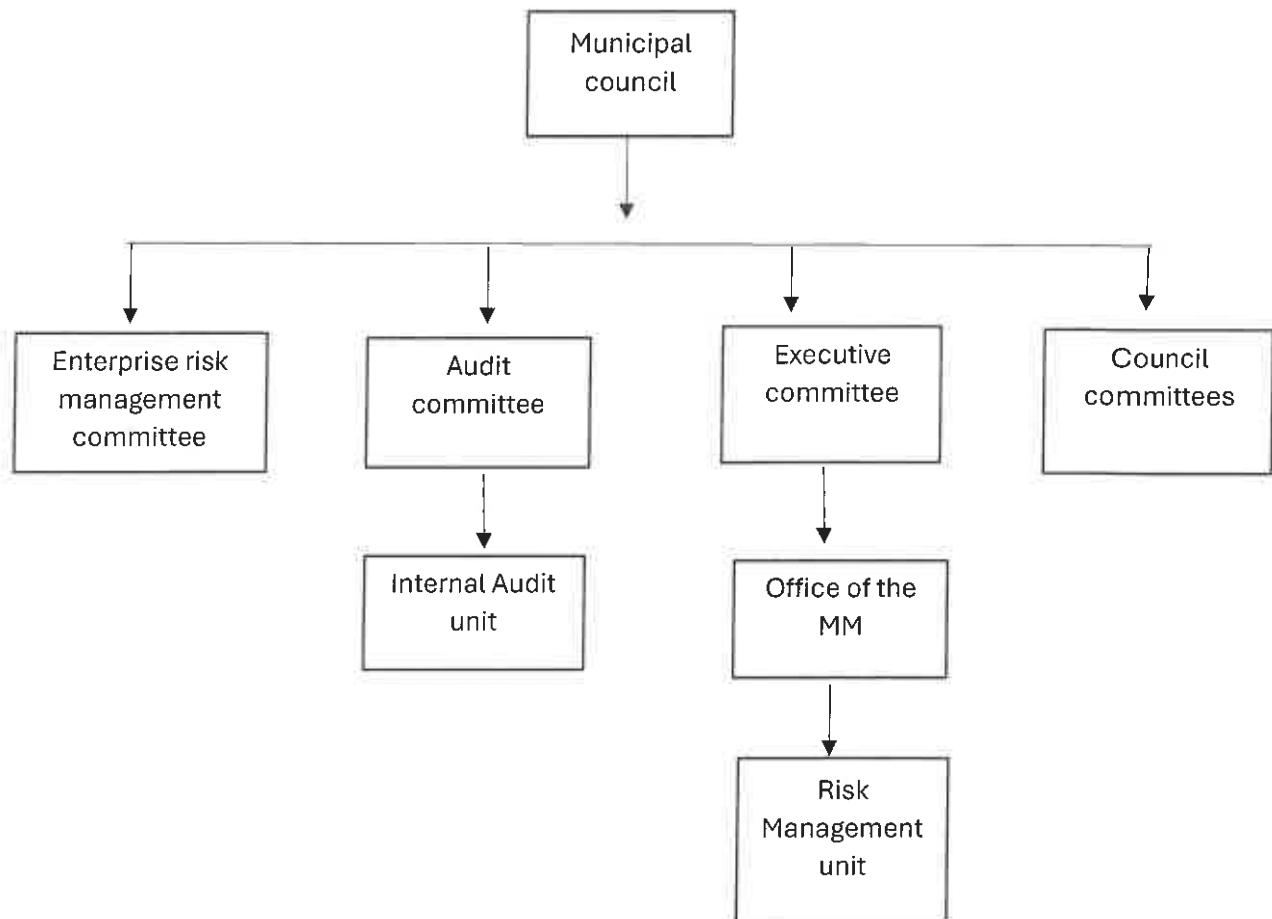 Municipal
council
Enterprise risk
management
committee
Audit
committee
Executive
committee
Council
committees
Internal Audit
unit
Office of the
MM
Risk
Management
unit